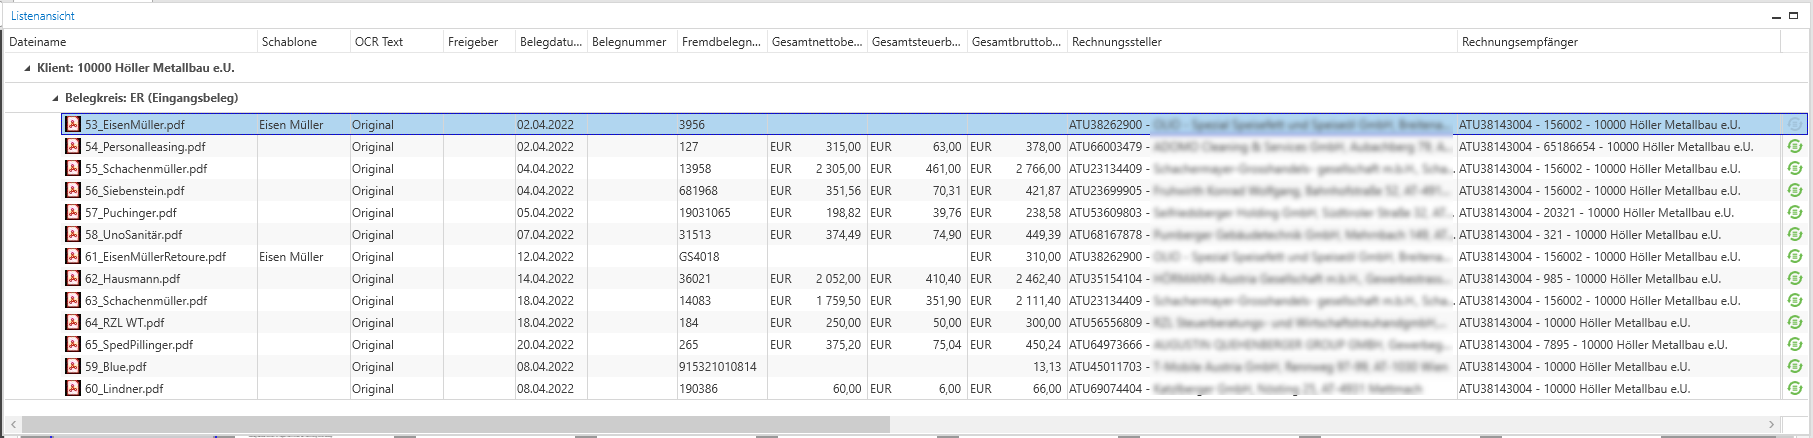 Listenansicht
Dateiname Schablone OCR Text Freigeber Belegdatu... Belegnummer Fremdbelegn... Gesamtnettobe... Gesamtsteuerb... Gesamtbruttob... Rechnungssteller Rechnungsempfänger
Klient: 10000 Höller Metallbau e.U.
Belegkreis: ER (Eingangsbeleg)
53_EisenMüller.pdf Eisen Müller Original 02.04.2022 3956 ATU38262900 - ATU38143004 - 156002 - 10000 Höller Metallbau e.U.
54_Personalleasing.pdf Original 02.04.2022 127 EUR 315,00 EUR 63,00 EUR 378,00 ATU66003479 - ATU38143004 - 65186654 - 10000 Höller Metallbau e.U.
55_Schachenmüller.pdf Original 04.04.2022 13958 EUR 2 305,00 EUR 461,00 EUR 2 766,00 ATU23134409 - ATU38143004 - 156002 - 10000 Höller Metallbau e.U.
56_Siebenstein.pdf Original 04.04.2022 681968 EUR 351,56 EUR 70,31 EUR 421,87 ATU23699905 - ATU38143004 - 156002 - 10000 Höller Metallbau e.U.
57_Puchinger.pdf Original 05.04.2022 19031065 EUR 198,82 EUR 39,76 EUR 238,58 ATU53609803 - ATU38143004 - 20321 - 10000 Höller Metallbau e.U.
58_UnoSanitär.pdf Original 07.04.2022 31513 EUR 374,49 EUR 74,90 EUR 449,39 ATU68167878 - ATU38143004 - 321 - 10000 Höller Metallbau e.U.
61_EisenMüllerRetoure.pdf Eisen Müller Original 12.04.2022 GS4018 EUR 310,00 ATU38262900 - ATU38143004 - 10000 Höller Metallbau e.U.
62_Hausmann.pdf Original 14.04.2022 36021 EUR 2 052,00 EUR 410,40 EUR 2 462,40 ATU35154104 - ATU38143004 - 985 - 10000 Höller Metallbau e.U.
63_Schachenmüller.pdf Original 18.04.2022 14083 EUR 1 759,50 EUR 351,90 EUR 2 111,40 ATU23134409 - ATU38143004 - 156002 - 10000 Höller Metallbau e.U.
64_RZL WT.pdf Original 18.04.2022 184 EUR 250,00 EUR 50,00 EUR 300,00 ATU56556809 - ATU38143004 - 10000 Höller Metallbau e.U.
65_SpedPillinger.pdf Original 20.04.2022 265 EUR 375,20 EUR 75,04 EUR 450,24 ATU64973666 - ATU38143004 - 7895 - 10000 Höller Metallbau e.U.
59_Blue.pdf Original 08.04.2022 915321010814 13,13 ATU45011703 - ATU38143004 - 10000 Höller Metallbau e.U.
60_Lindner.pdf Original 08.04.2022 190386 60,00 EUR 6,00 EUR 66,00 ATU69074404 - ATU38143004 - 10000 Höller Metallbau e.U.